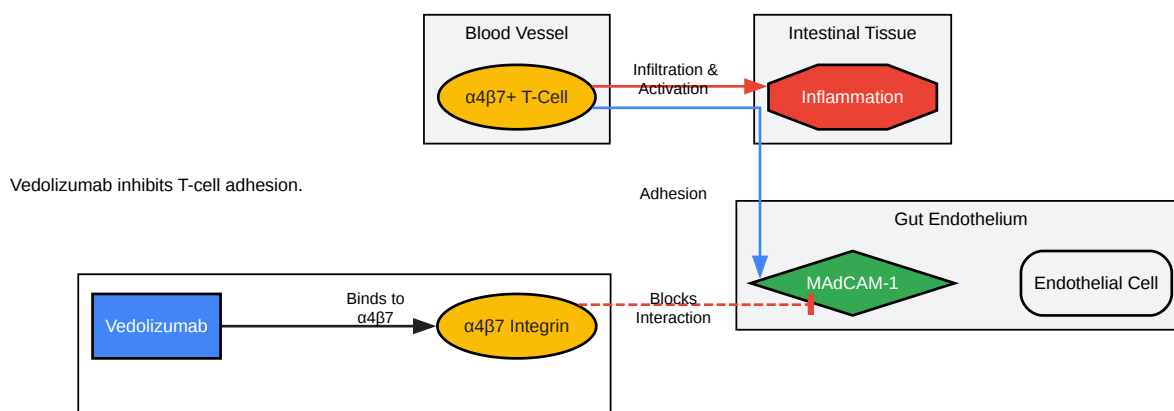 Blood Vessel
Intestinal Tissue
α4β7+ T-Cell
Infiltration &
Activation
Inflammation
Vedolizumab inhibits T-cell adhesion.
Adhesion
Gut Endothelium
MAdCAM-1
Endothelial Cell
Vedolizumab
Binds to
α4β7
α4β7 Integrin
Blocks
Interaction